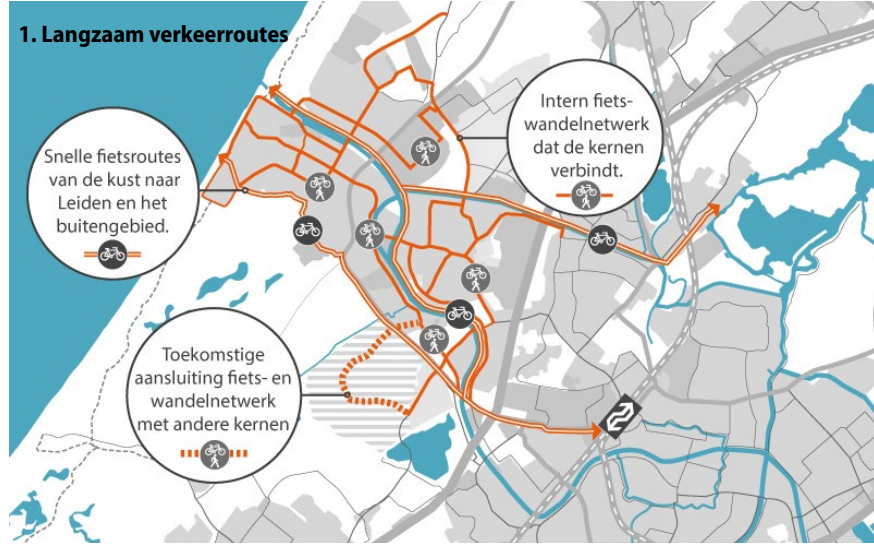 1. Langzaam verkeerroutes
Snelle fietsroutes
van de kust naar
Leiden en het
buitengebied.
Intern fiets-
wandelnetwerk
dat de kernen
verbindt.
Toekomstige
aansluiting fiets- en
wandelnetwerk
met andere kernen